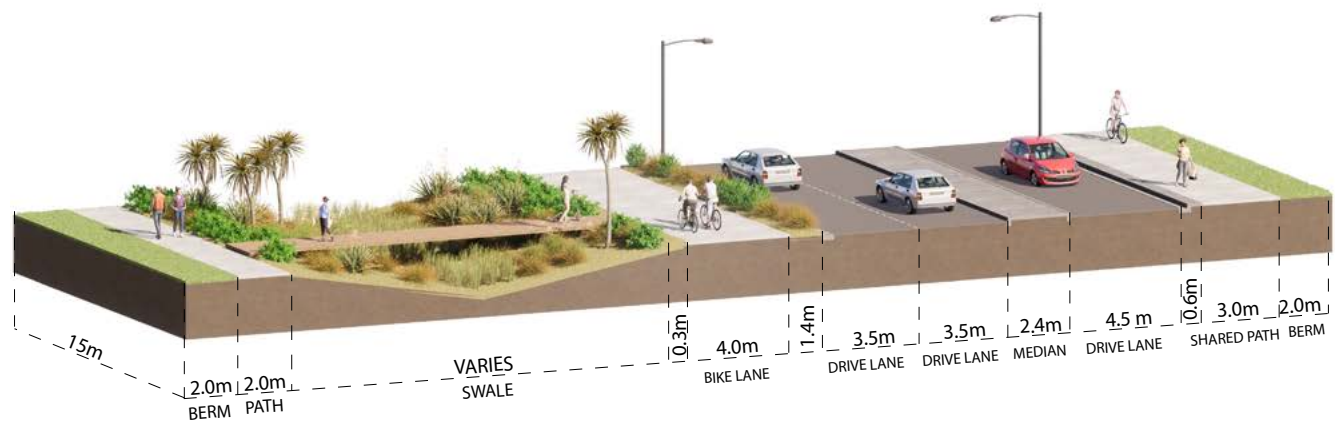 15m
2.0m
BERM
2.0m
PATH
VARIES
SWALE
0.3m
4.0m
BIKE LANE
1.4m
3.5m
DRIVE LANE
3.5m
DRIVE LANE
2.4m
MEDIAN
4.5 m
DRIVE LANE
0.6m
3.0m
SHARED PATH
2.0m
BERM